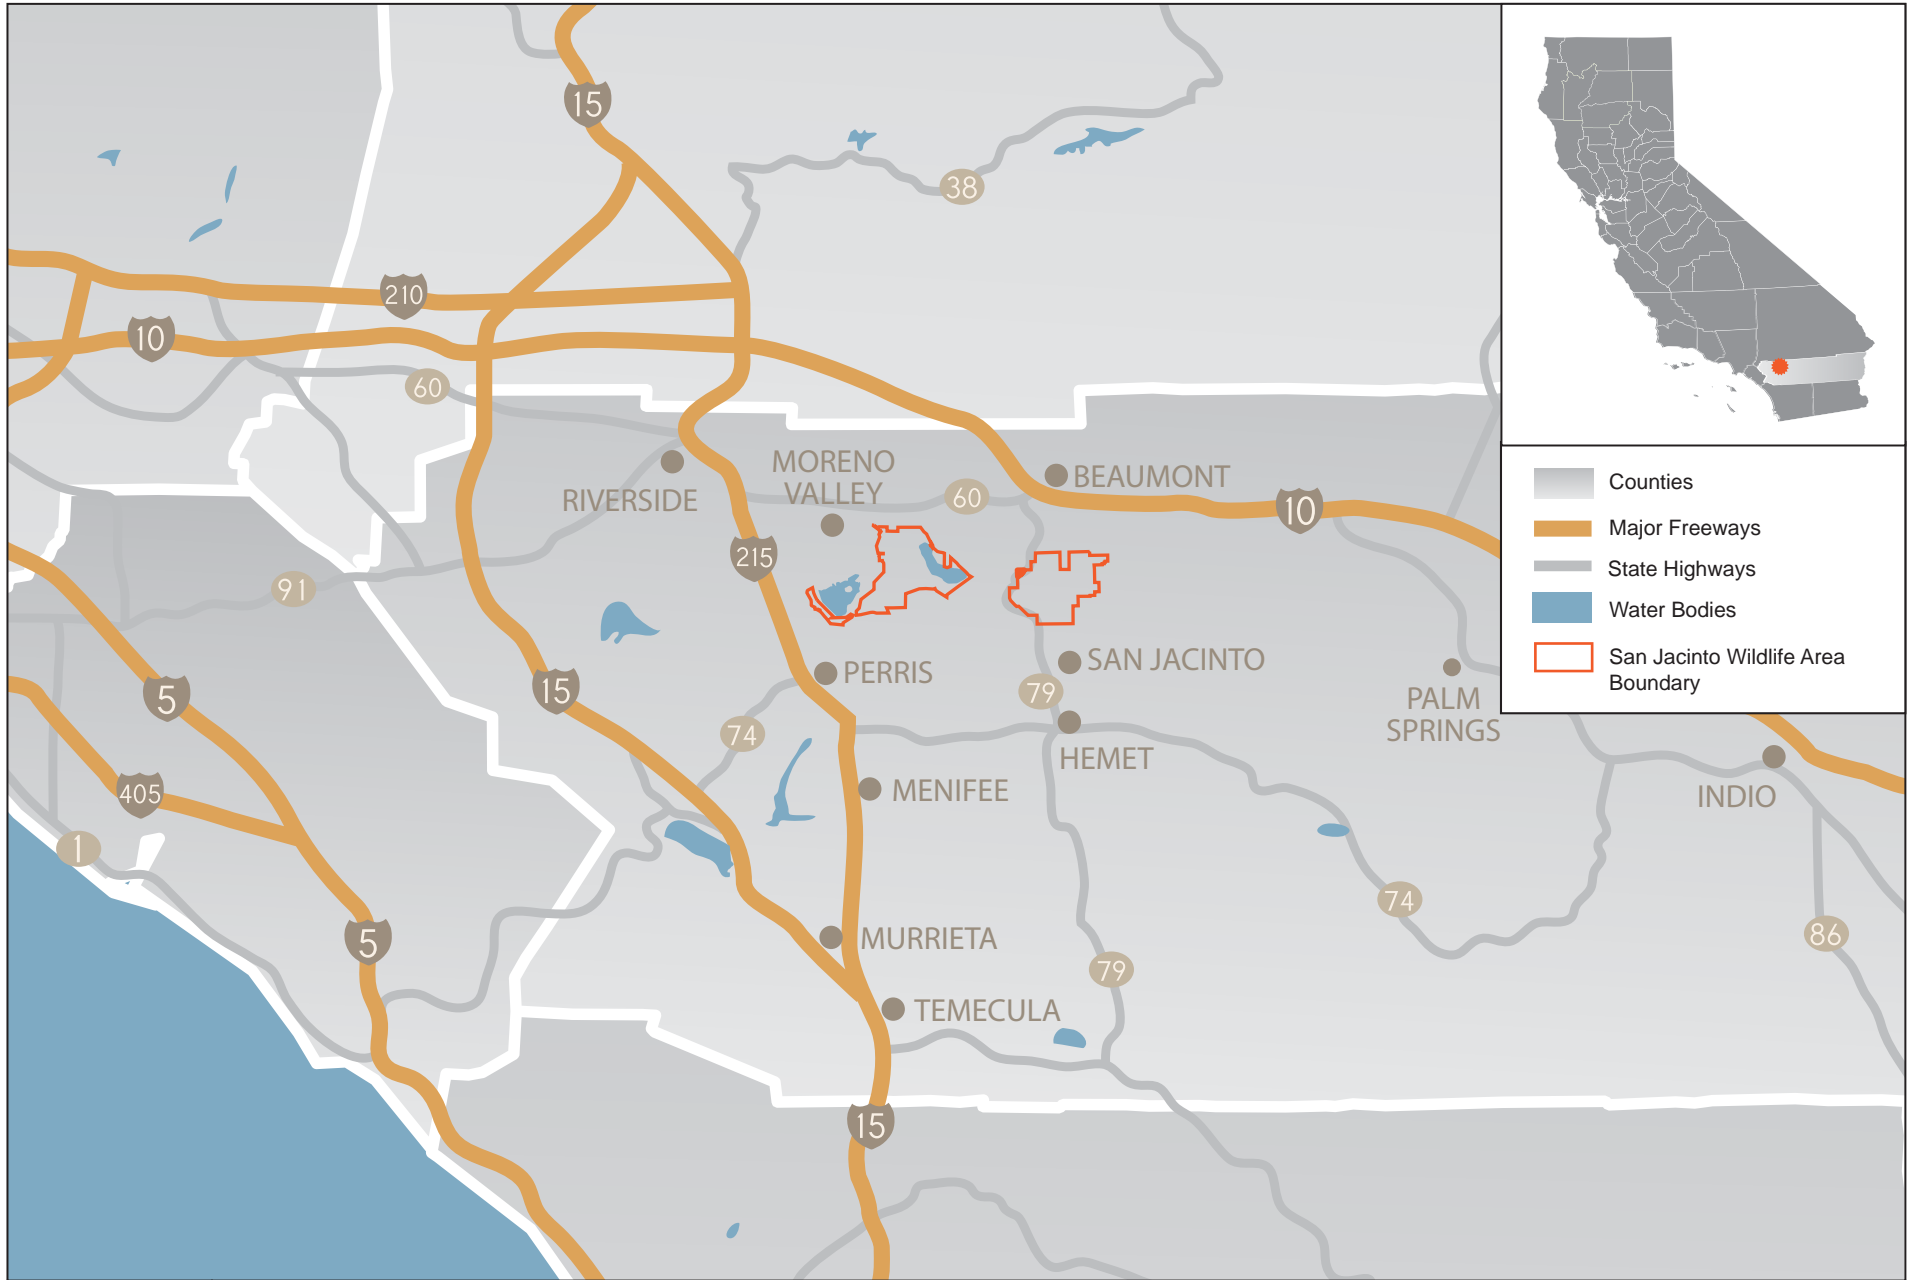 15
38
210
10
60
RIVERSIDE
MORENO
VALLEY
BEAUMONT
60
10
215
91
5
15
PERRIS
SAN JACINTO
79
74
HEMET
PALM
SPRINGS
405
MENIFEE
INDIO
1
74
86
5
MURRIETA
79
TEMECULA
15
Counties
Major Freeways
State Highways
Water Bodies
San Jacinto Wildlife Area
Boundary